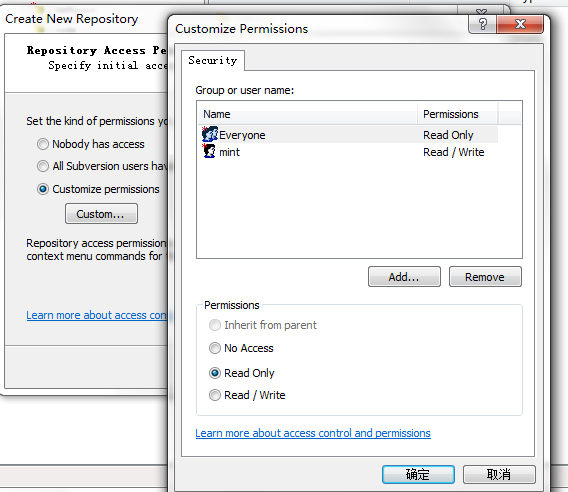 Create New Repository
Repository Access Pe
Specify initial acce
Set the kind of permissions yo
Nobody has access
All Subversion users hav
Customize permissions
Custom...
Repository access permission
context menu commands for
Learn more about access con
Customize Permissions
Security
Group or user name:
Name Permissions
Everyone Read Only
mint Read / Write
Add... Remove
Permissions
Inherit from parent
No Access
Read Only
Read / Write
Learn more about access control and permissions
确定 取消